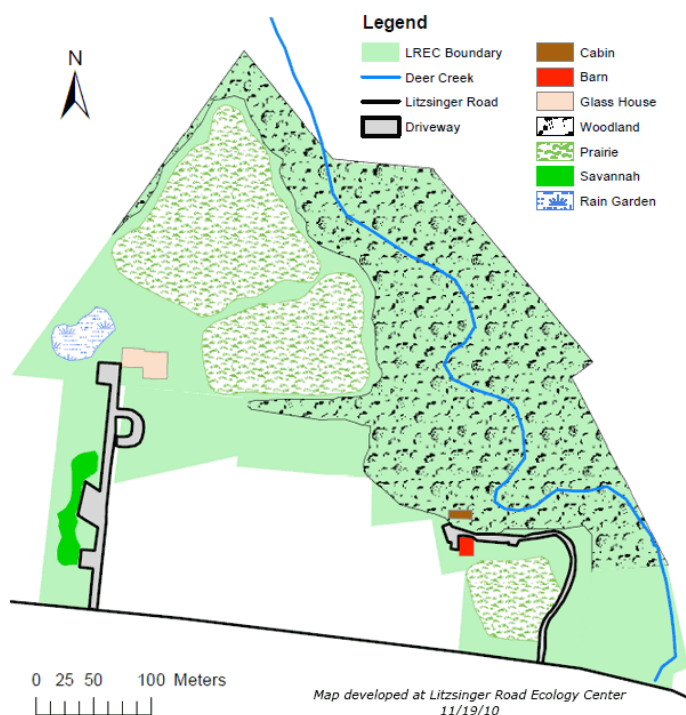 Legend
LREC Boundary
Deer Creek
Litzsinger Road
Driveway
Cabin
Barn
Glass House
Woodland
Prairie
Savannah
Rain Garden
N
0 25 50 100 Meters
Map developed at Litzsinger Road Ecology Center
11/19/10